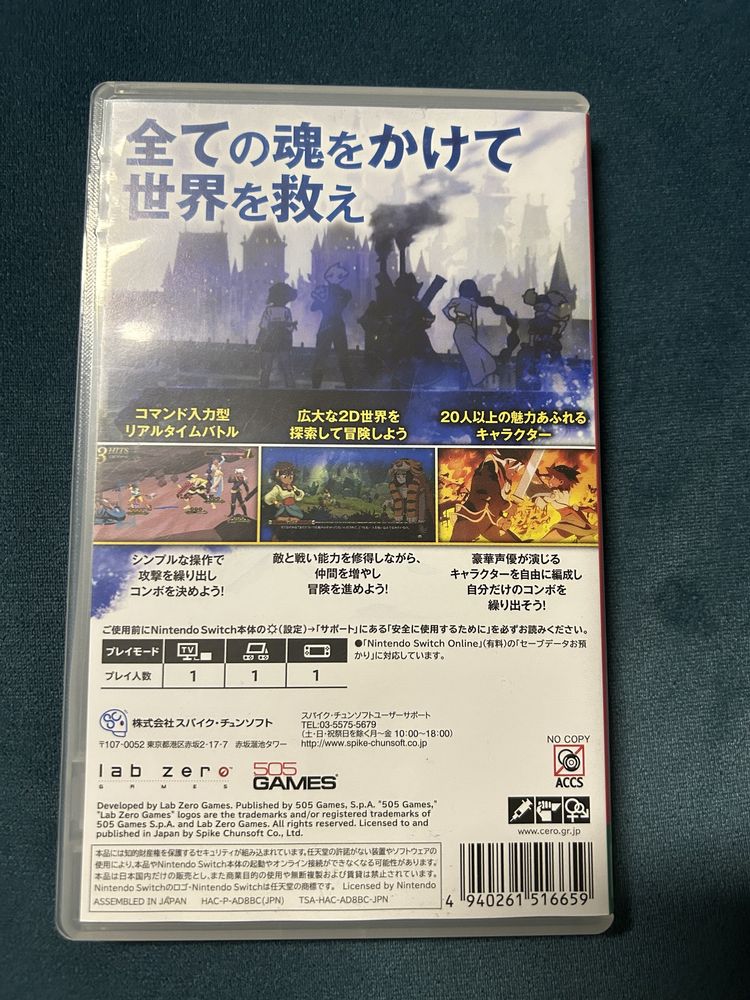 全ての魂をかけて
世界を救え
コマンド入力型
リアルタイムバトル
広大な2D世界を
探索して冒険しよう
20人以上の魅力あふれる
キャラクター
3 HITS
シンプルな操作で
攻撃を繰り出し
コンボを決めよう!
敵と戦い能力を修得しながら、
仲間を増やし
冒険を進めよう!
豪華声優が演じる
キャラクターを自由に編成し
自分だけのコンボを
繰り出そう!
ご使用前にNintendo Switch本体の(設定)→「サポート」にある「安全に使用するために」を必ずお読みください。
プレイモード TV
プレイ人数 1 1 1
●「Nintendo Switch Online」(有料)の「セーブデータお預
かり」に対応しています。
株式会社スパイク・チュンソフト
〒107-0052 東京都港区赤坂2-17-7 赤坂溜池タワー
スパイク・チュンソフトユーザーサポート
TEL:03-5575-5679
(土・日・祝祭日を除く月〜金 10:00〜18:00)
http://www.spike-chunsoft.co.jp
NO COPY
ACCS
lab zero
GAMES
505
GAMES
Developed by Lab Zero Games. Published by 505 Games, S.p.A. "505 Games,"
"Lab Zero Games" logos are the trademarks and/or registered trademarks of
505 Games S.p.A. and Lab Zero Games. All rights reserved. Licensed to and
published in Japan by Spike Chunsoft Co., Ltd.
www.cero.gr.jp
本品には知的財産権を保護するセキュリティが組み込まれています。任天堂の許諾がない装置やソフトウェアの
使用により、本品やNintendo Switch本体の起動やオンライン接続ができなくなる可能性があります。
本品は日本国内だけの販売とし、また商業目的の使用や無断複製および賃貸は禁止されています。
Nintendo Switchのロゴ・Nintendo Switchは任天堂の商標です。 Licensed by Nintendo
ASSEMBLED IN JAPAN HAC-P-AD8BC(JPN) TSA-HAC-AD8BC-JPN
4 940261 516659